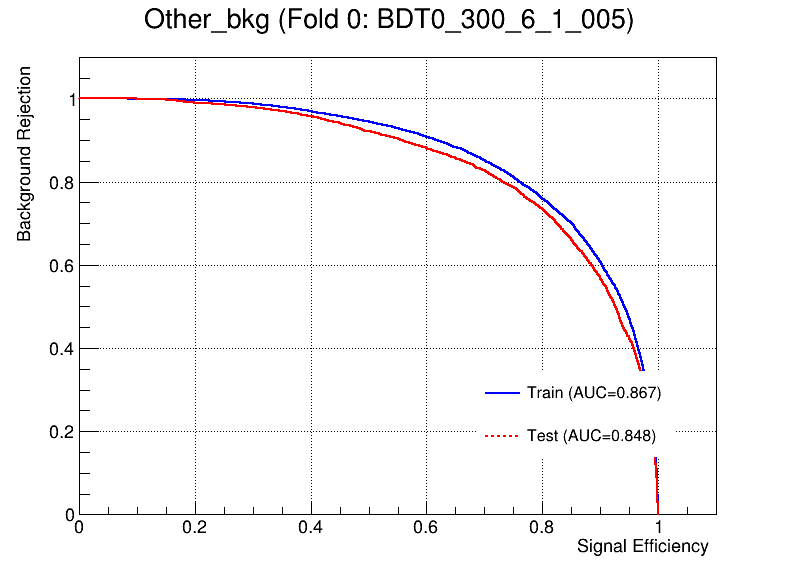 Other_bkg (Fold 0: BDT0_300_6_1_005)
Background Rejection
1
0.8
0.6
0.4
0.2
0
Train (AUC=0.867)
Test (AUC=0.848)
0 0.2 0.4 0.6 0.8 1
Signal Efficiency